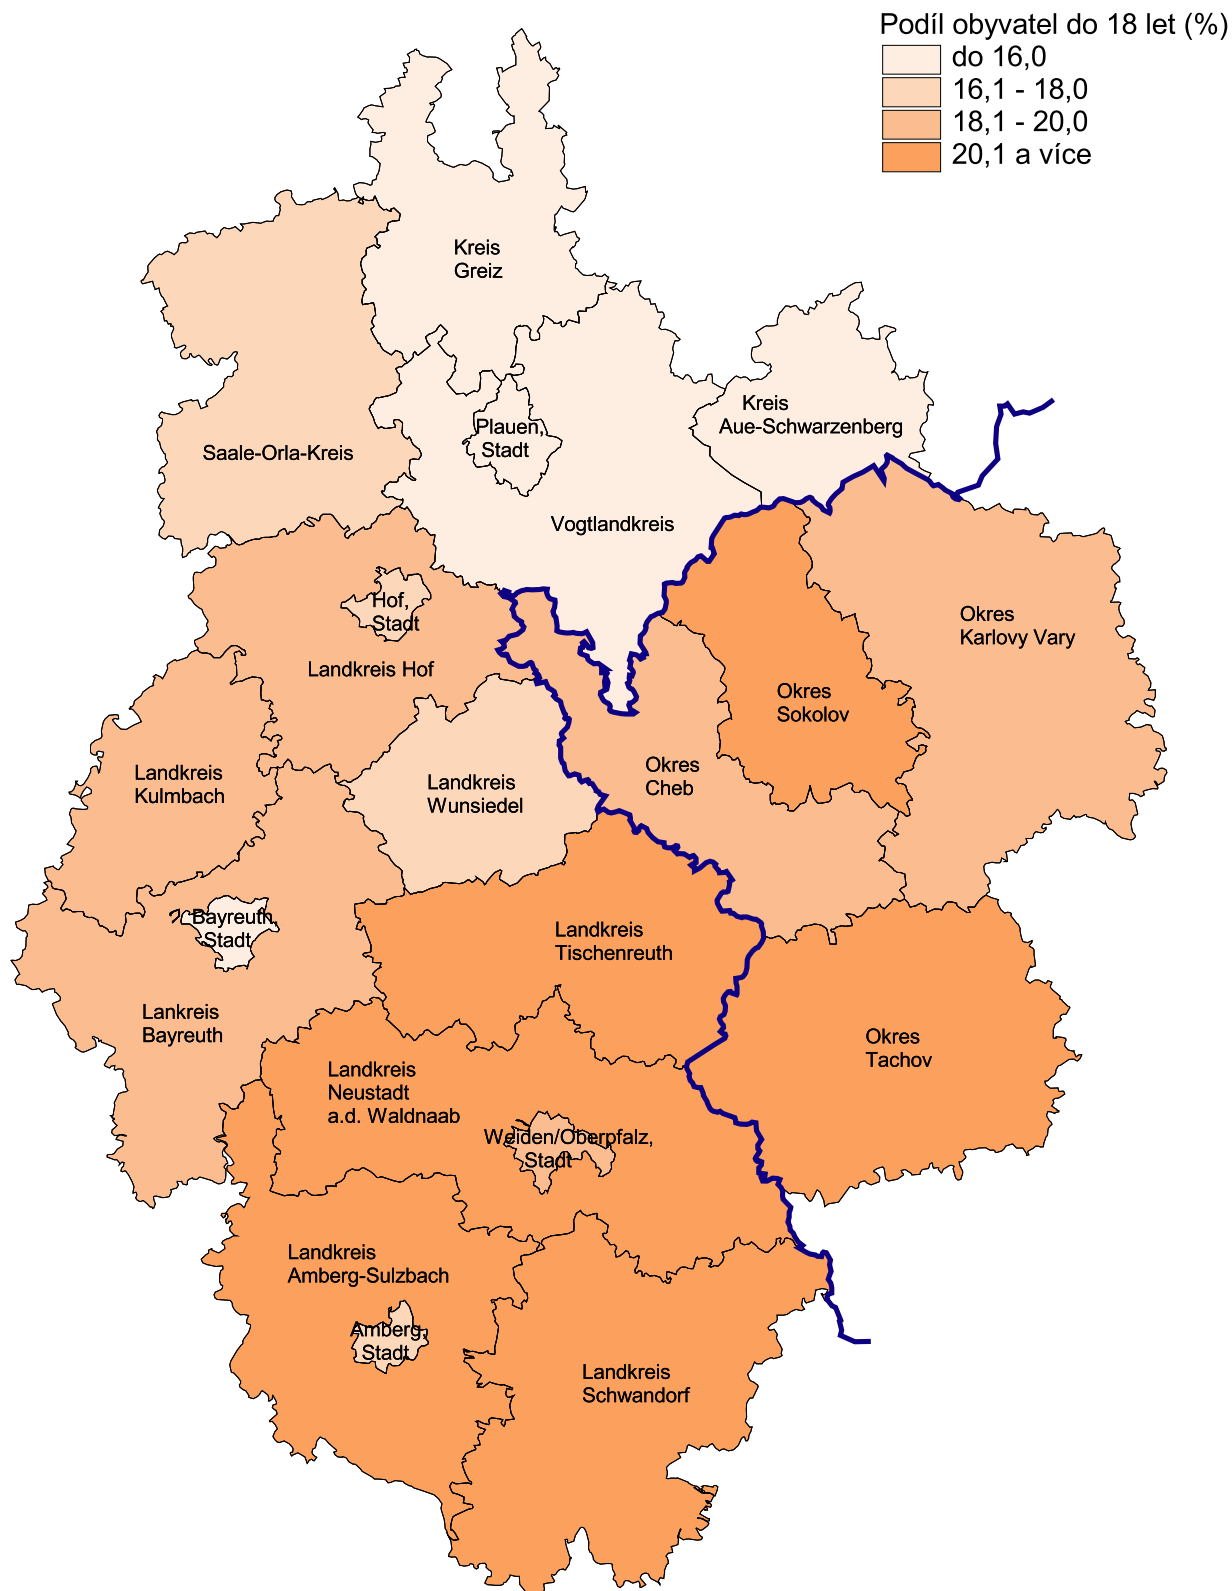 Podíl obyvatel do 18 let (%)
do 16,0
16,1 - 18,0
18,1 - 20,0
20,1 a více
Kreis
Greiz
Kreis
Aue-Schwarzenberg
Plauen,
Stadt
Saale-Orla-Kreis
Vogtlandkreis
Hof,
Stadt
Landkreis Hof
Okres
Karlovy Vary
Okres
Sokolov
Okres
Cheb
Landkreis
Kulmbach
Landkreis
Wunsiedel
Bayreuth,
Stadt
Landkreis
Tischenreuth
Lankreis
Bayreuth
Okres
Tachov
Landkreis
Neustadt
a.d. Waldnaab
Weiden/Oberpfalz,
Stadt
Landkreis
Amberg-Sulzbach
Amberg,
Stadt
Landkreis
Schwandorf